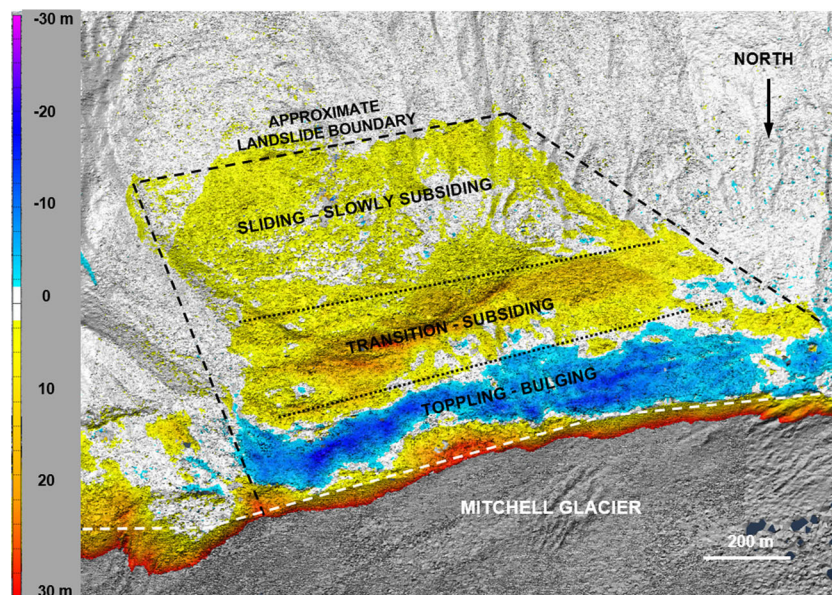 -30 m
-20
-10
0
10
20
30 m
NORTH
APPROXIMATE
LANDSLIDE BOUNDARY
SLIDING – SLOWLY SUBSIDING
TRANSITION - SUBSIDING
TOPPLING - BULGING
MITCHELL GLACIER
200 m